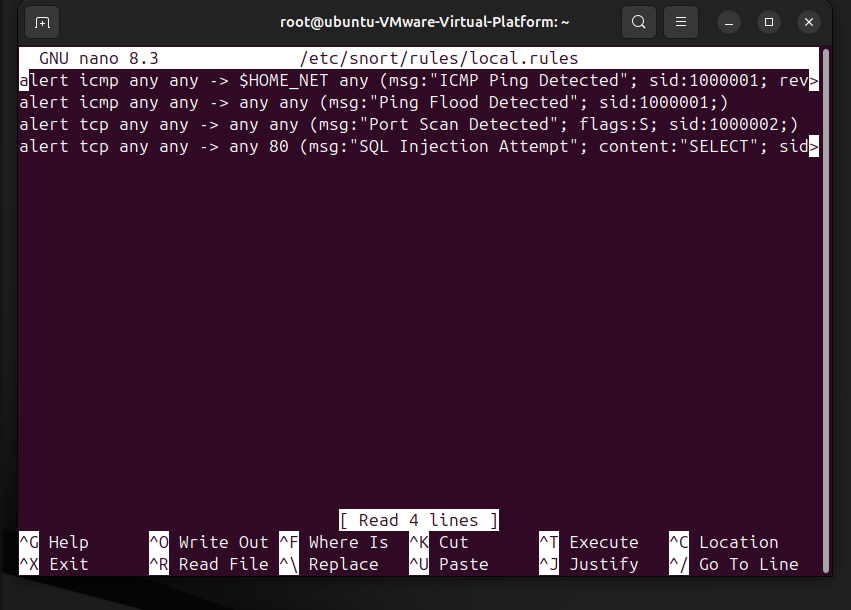 root@ubuntu-VMware-Virtual-Platform: ~
GNU nano 8.3 /etc/snort/rules/local.rules
alert icmp any any -> $HOME_NET any (msg:"ICMP Ping Detected"; sid:1000001; rev>
alert icmp any any -> any any (msg:"Ping Flood Detected"; sid:1000001;)
alert tcp any any -> any any (msg:"Port Scan Detected"; flags:S; sid:1000002;)
alert tcp any any -> any 80 (msg:"SQL Injection Attempt"; content:"SELECT"; sid>
[ Read 4 lines ]
^G Help ^O Write Out ^F Where Is ^K Cut ^T Execute ^C Location
^X Exit ^R Read File ^\ Replace ^U Paste ^J Justify ^/ Go To Line